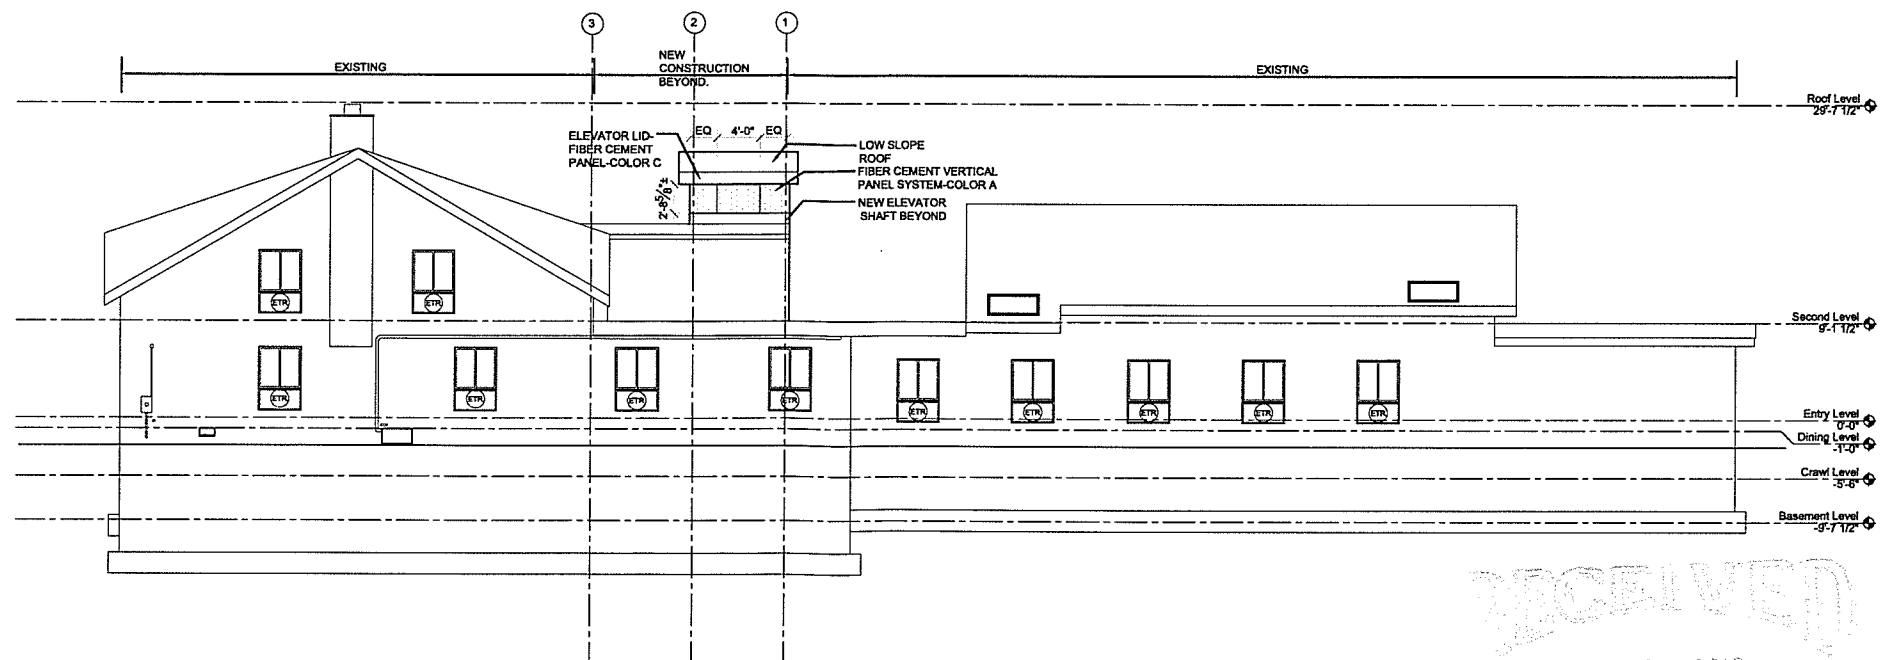 3
2
1
EXISTING
NEW
CONSTRUCTION
BEYOND.
EXISTING
Roof Level
29'-7 1/2"
EQ
4'-0"
EQ
ELEVATOR LID-
FIBER CEMENT
PANEL-COLOR C
LOW SLOPE
ROOF
FIBER CEMENT VERTICAL
PANEL SYSTEM-COLOR A
2'-8 5/8"±
NEW ELEVATOR
SHAFT BEYOND
ETR
ETR
Second Level
9'-1 1/2"
ETR
ETR
ETR
ETR
ETR
ETR
ETR
ETR
ETR
Entry Level
0'-0"
Dining Level
-1'-0"
Crawl Level
-5'-6"
Basement Level
-9'-7 1/2"
RECEIVED